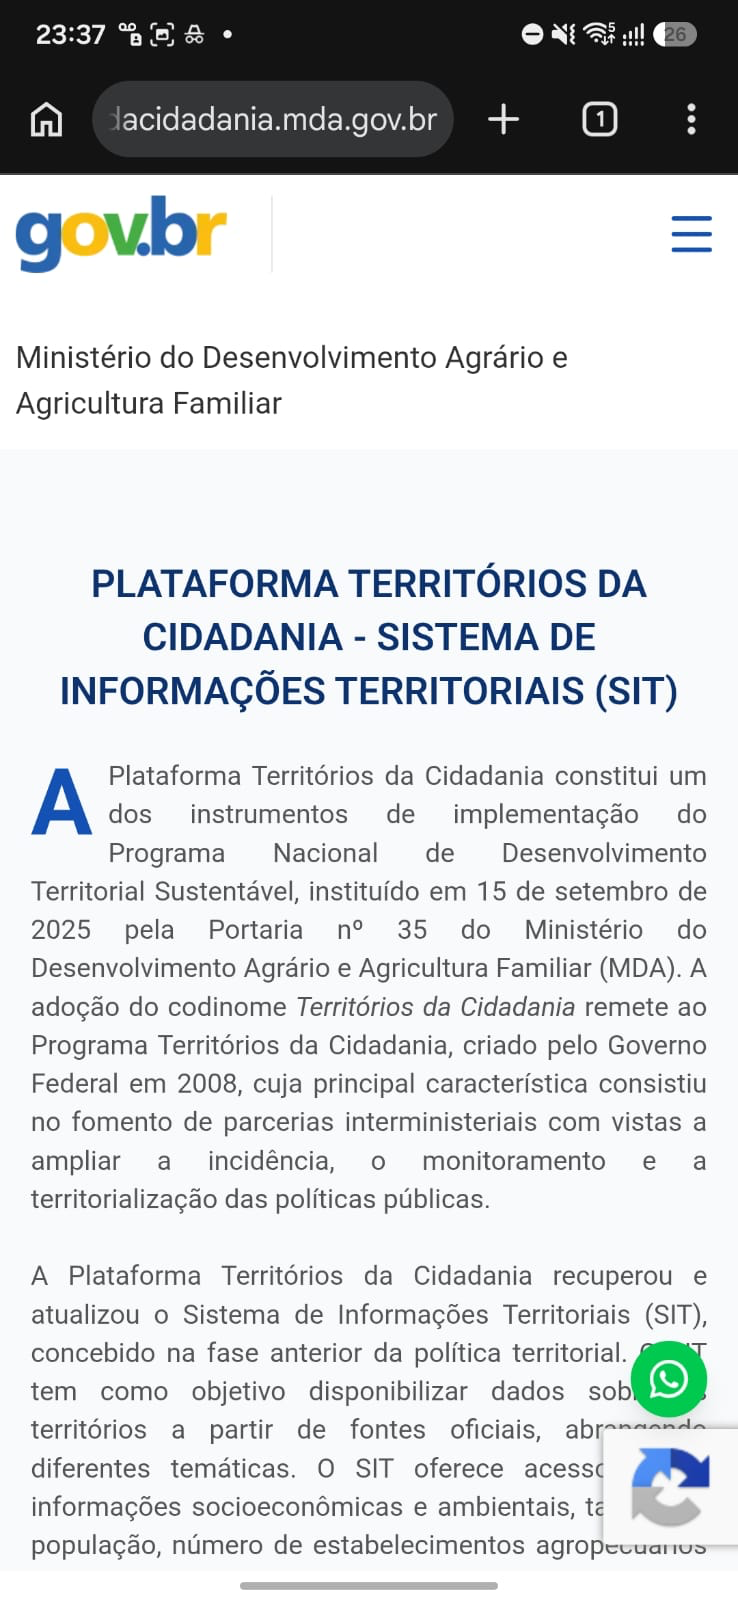 23:37
26
dacidadania.mda.gov.br
1
gov.br
Ministério do Desenvolvimento Agrário e
Agricultura Familiar
PLATAFORMA TERRITÓRIOS DA
CIDADANIA - SISTEMA DE
INFORMAÇÕES TERRITORIAIS (SIT)
A Plataforma Territórios da Cidadania constitui um
dos instrumentos de implementação do
Programa Nacional de Desenvolvimento
Territorial Sustentável, instituído em 15 de setembro de
2025 pela Portaria nº 35 do Ministério do
Desenvolvimento Agrário e Agricultura Familiar (MDA). A
adoção do codinome Territórios da Cidadania remete ao
Programa Territórios da Cidadania, criado pelo Governo
Federal em 2008, cuja principal característica consistiu
no fomento de parcerias interministeriais com vistas a
ampliar a incidência, o monitoramento e a
territorialização das políticas públicas.
A Plataforma Territórios da Cidadania recuperou e
atualizou o Sistema de Informações Territoriais (SIT),
concebido na fase anterior da política territorial.
tem como objetivo disponibilizar dados
territórios a partir de fontes oficiais,
diferentes temáticas. O SIT oferece
informações socioeconômicas e ambientais,
população, número de estabelecimentos agropecuários